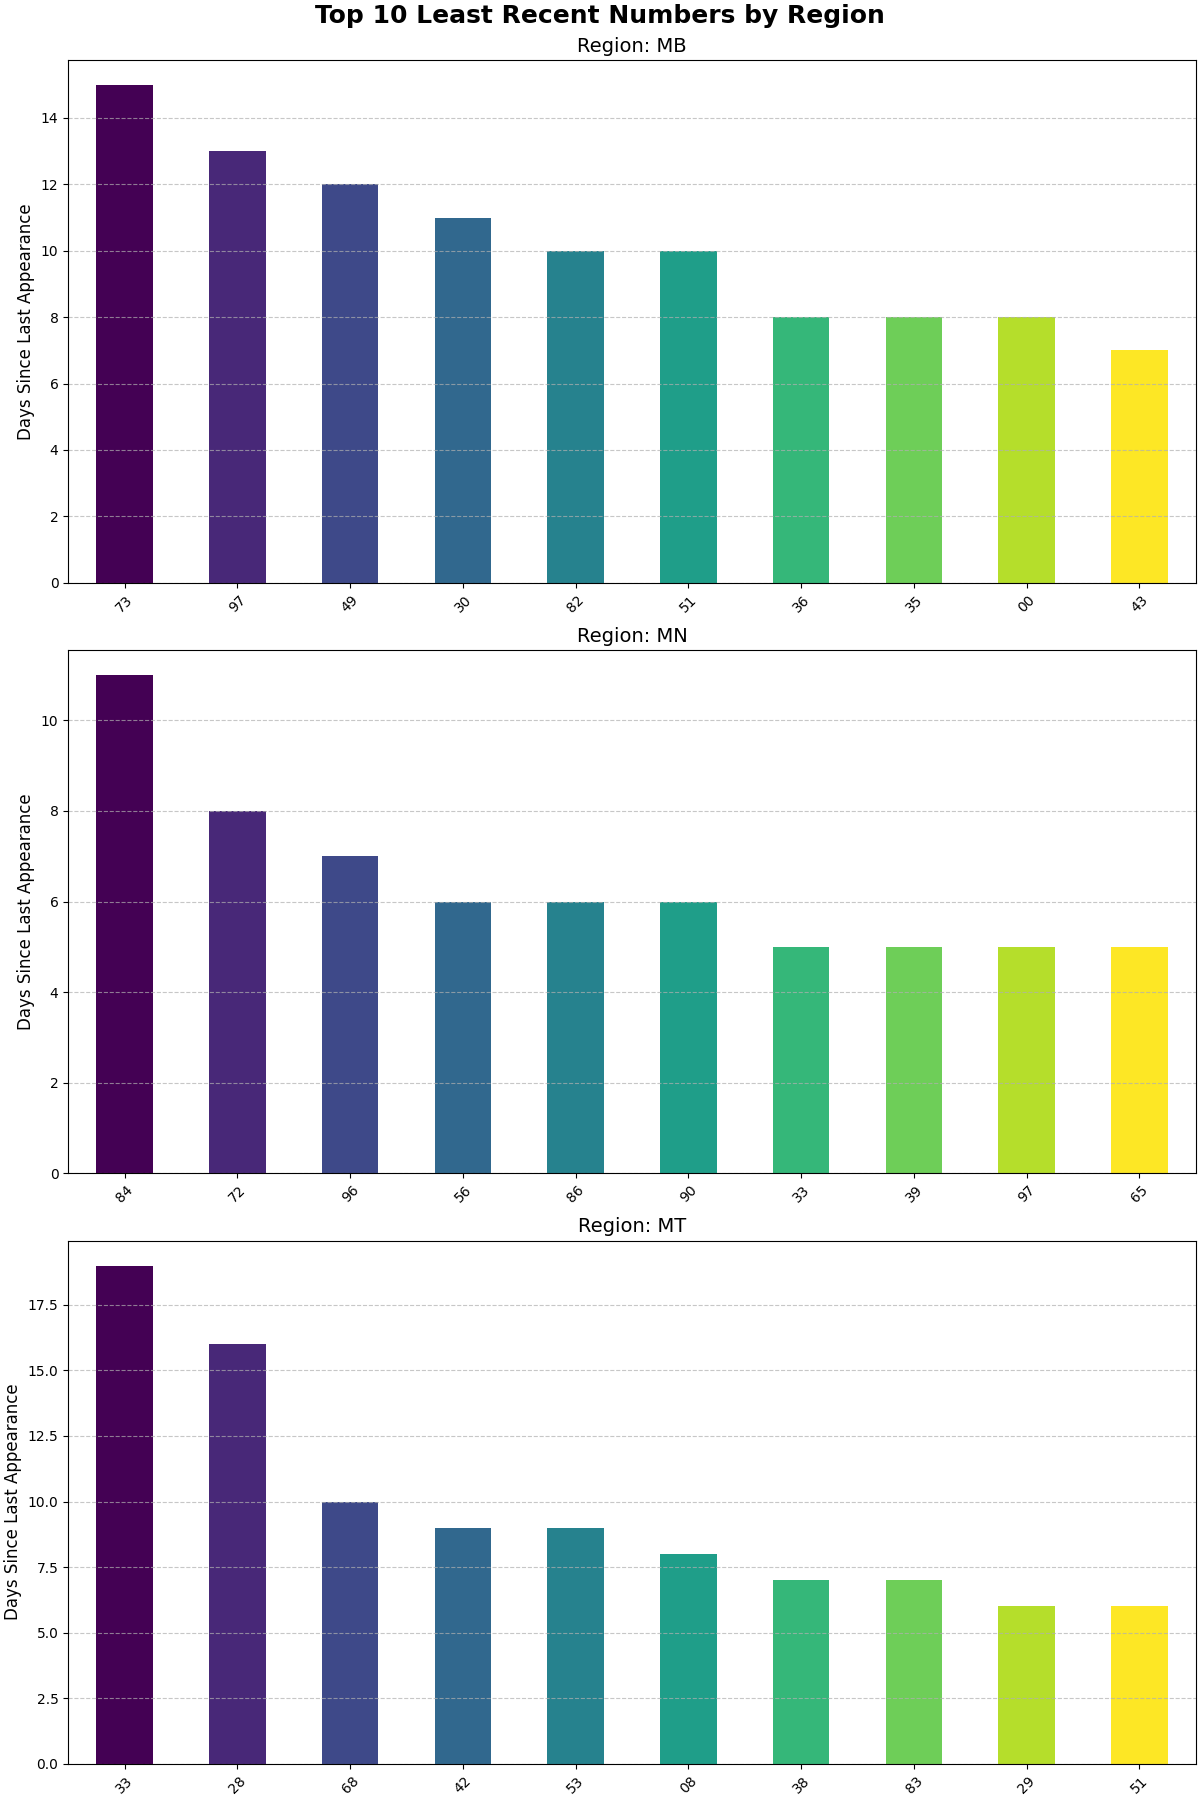 Top 10 Least Recent Numbers by Region
Region: MB
Days Since Last Appearance
14
12
10
8
6
4
2
0
73 97 49 30 82 51 36 35 00 43
Region: MN
Days Since Last Appearance
10
8
6
4
2
0
84 72 96 56 86 90 33 39 97 65
Region: MT
Days Since Last Appearance
17.5
15.0
12.5
10.0
7.5
5.0
2.5
0.0
33 28 68 42 53 08 38 83 29 51